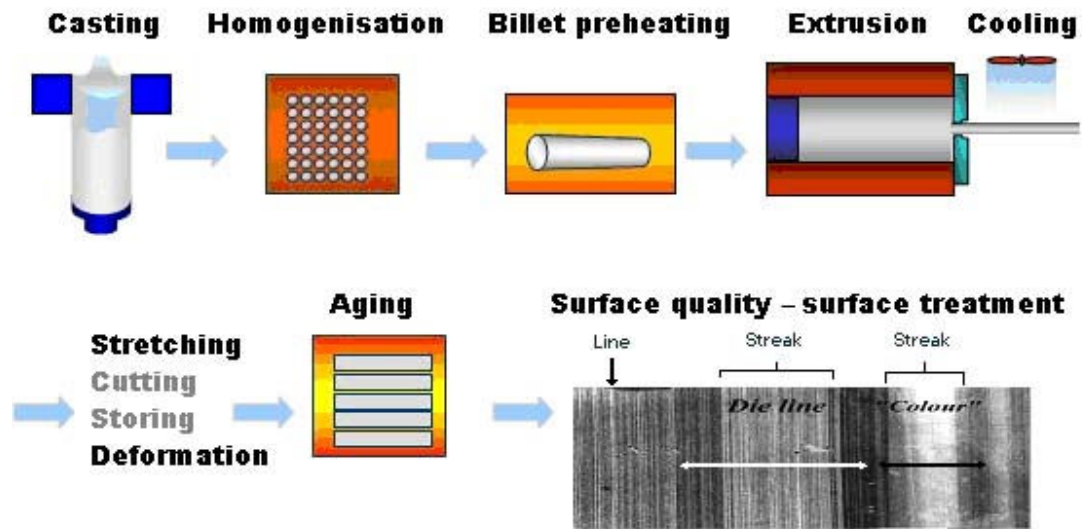 Casting Homogenisation Billet preheating Extrusion Cooling
Aging
Surface quality – surface treatment
Stretching
Cutting
Storing
Deformation
Line Streak Streak
Die line "Colour"